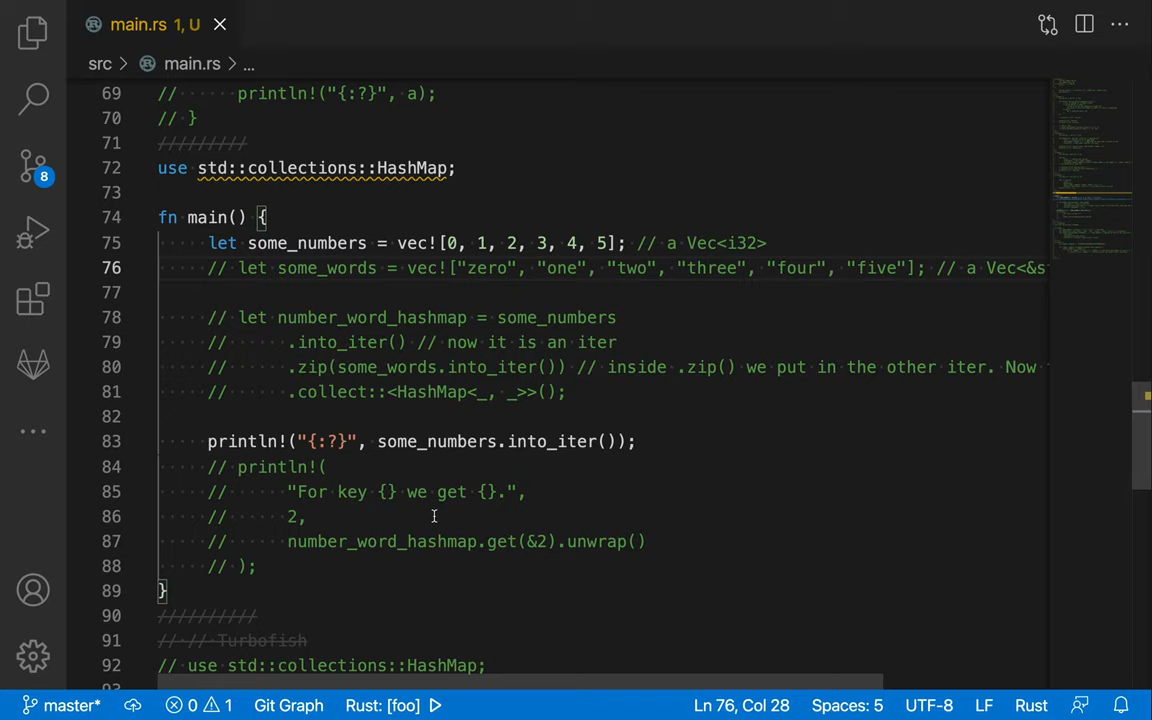 main.rs 1, U
src > main.rs > ...
69 //      println!("{:?}", a);
70 // }
71 /////////
72 use std::collections::HashMap;
73
74 fn main() {
75     let some_numbers = vec![0, 1, 2, 3, 4, 5]; // a Vec<i32>
76     // let some_words = vec!["zero", "one", "two", "three", "four", "five"]; // a Vec<&s
77
78     // let number_word_hashmap = some_numbers
79     //      .into_iter() // now it is an iter
80     //      .zip(some_words.into_iter()) // inside .zip() we put in the other iter. Now
81     //      .collect::<HashMap<_, _>>();
82
83     println!("{:?}", some_numbers.into_iter());
84     // println!(
85     //      "For key {} we get {}.",
86     //      2,
87     //      number_word_hashmap.get(&2).unwrap()
88     // );
89 }
90 //////////
91 // // Turbofish
92 // use std::collections::HashMap;
8
master* 0 1 Git Graph Rust: [foo] Ln 76, Col 28 Spaces: 5 UTF-8 LF Rust